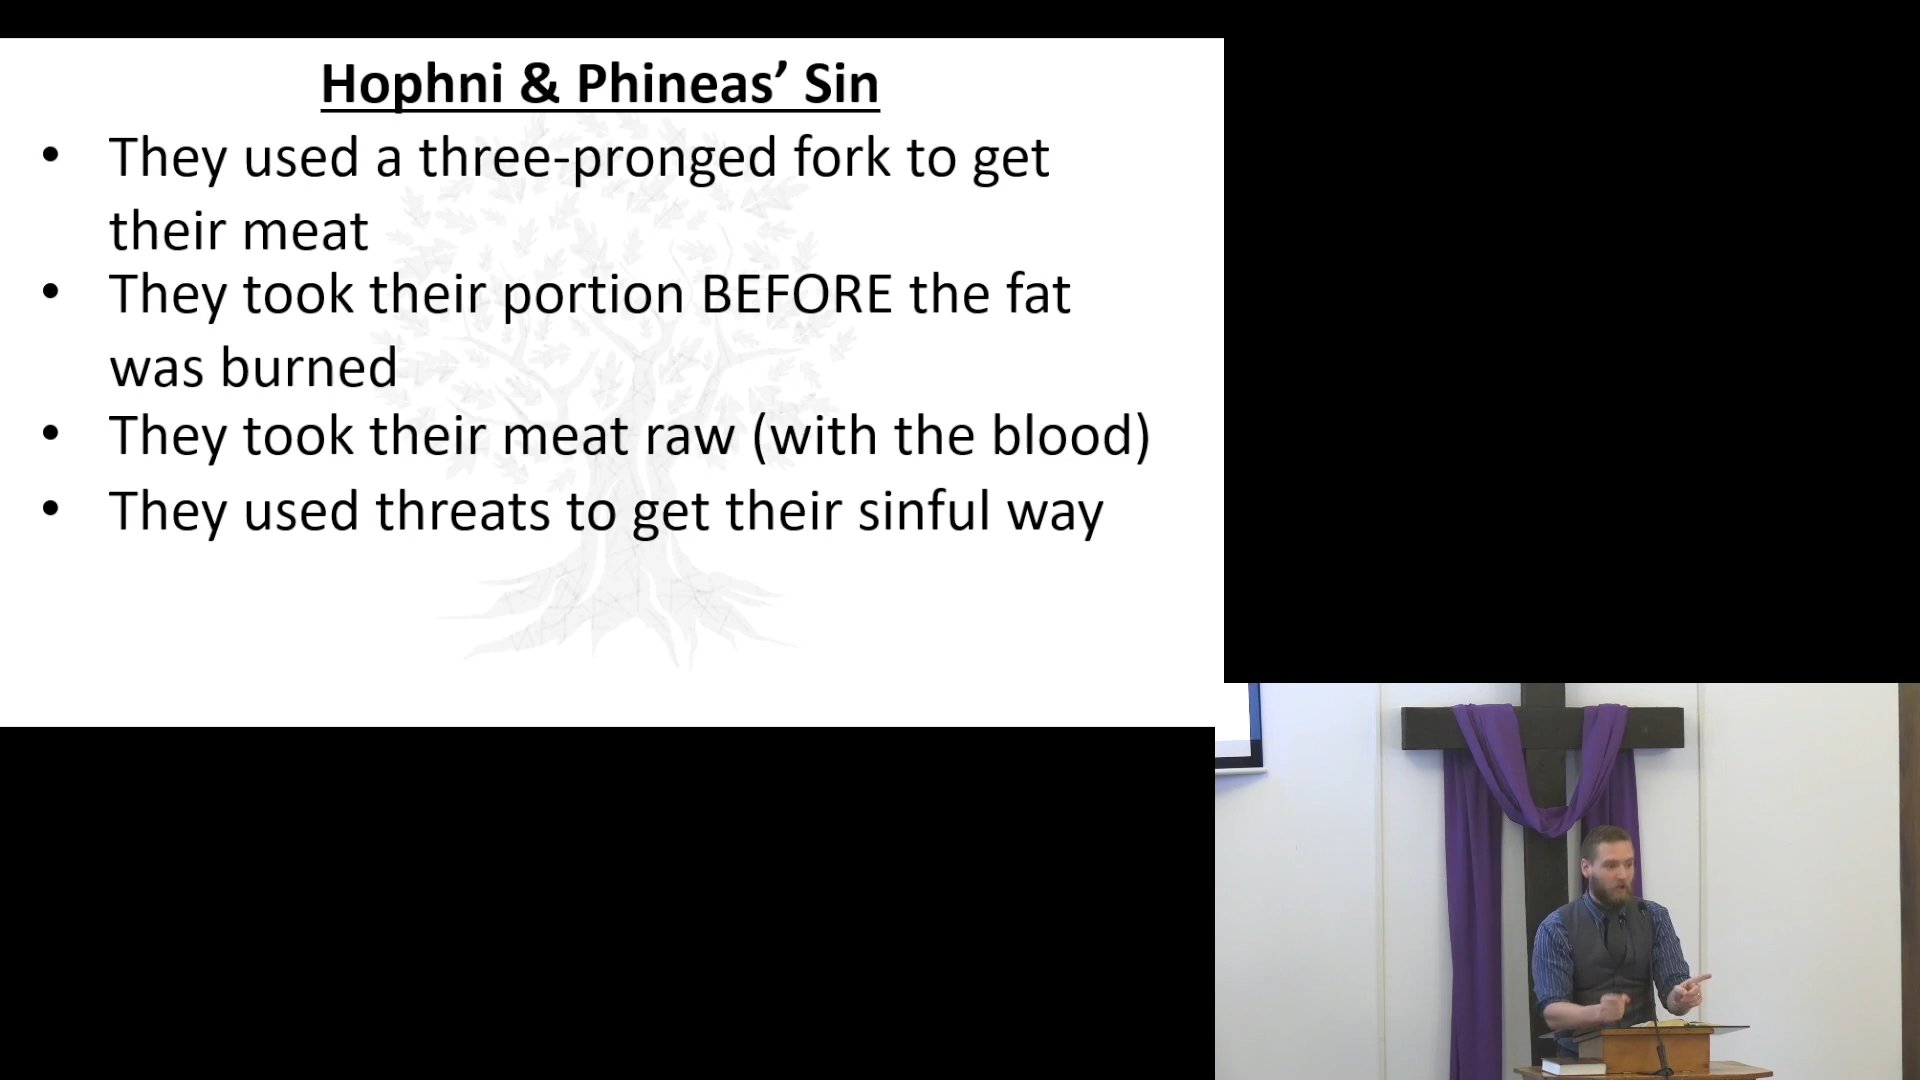 Hophni & Phineas’ Sin
• They used a three-pronged fork to get
their meat
• They took their portion BEFORE the fat
was burned
• They took their meat raw (with the blood)
• They used threats to get their sinful way